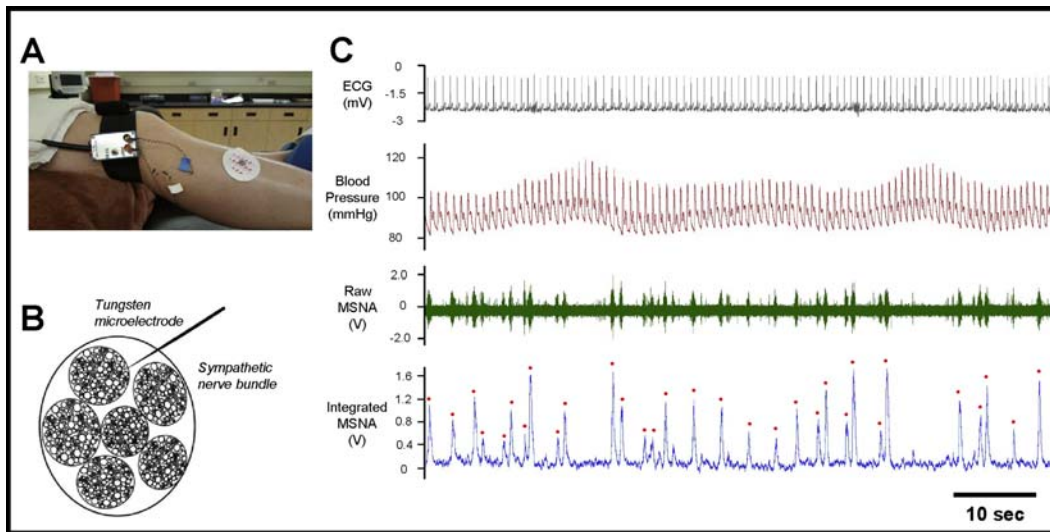 A
B
Tungsten
microelectrode
Sympathetic
nerve bundle
C
ECG
(mV)
0
-1.5
-3
Blood
Pressure
(mmHg)
120
100
80
Raw
MSNA
(V)
2.0
0
-2.0
Integrated
MSNA
(V)
1.6
1.2
0.8
0.4
0
10 sec